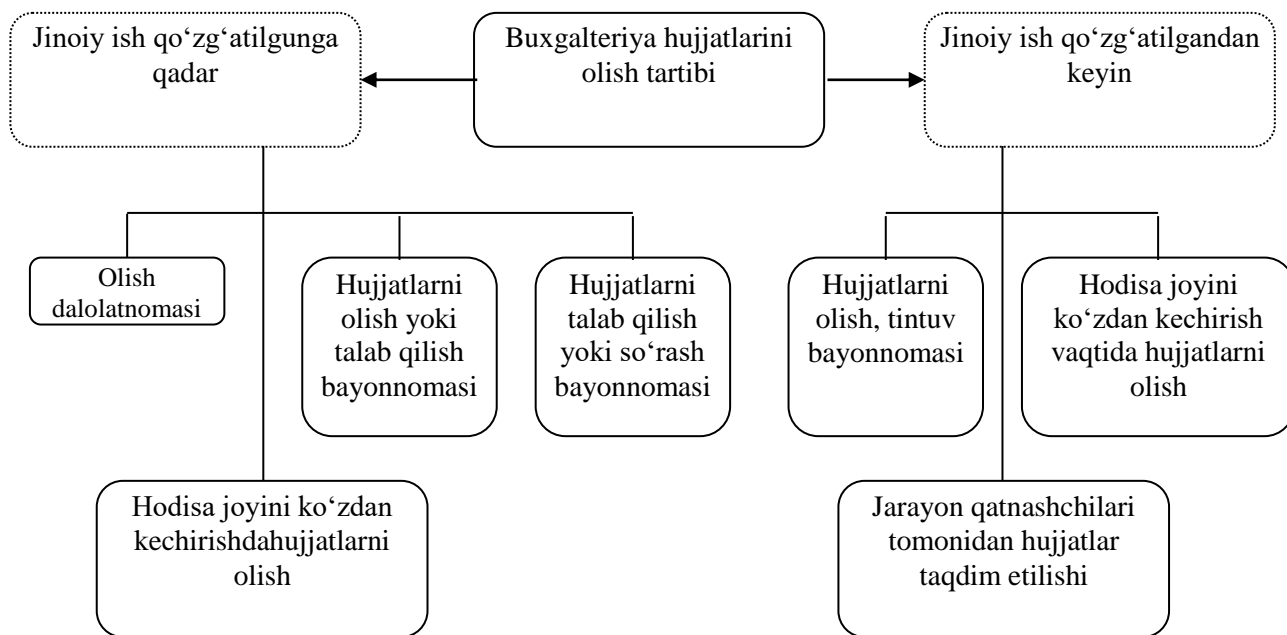 Jinoiy ish qo‘zg‘atilgunga
qadar
Buxgalteriya hujjatlarini
olish tartibi
Jinoiy ish qo‘zg‘atilgandan
keyin
Olish
dalolatnomasi
Hujjatlarni
olish yoki
talab qilish
bayonnomasi
Hujjatlarni
talab qilish
yoki so‘rash
bayonnomasi
Hujjatlarni
olish, tintuv
bayonnomasi
Hodisa joyini
ko‘zdan kechirish
vaqtida hujjatlarni
olish
Hodisa joyini ko‘zdan
kechirishdahujjatlarni
olish
Jarayon qatnashchilari
tomonidan hujjatlar
taqdim etilishi